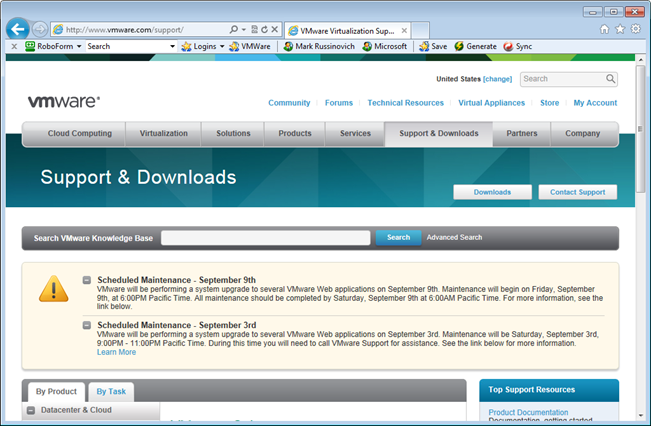 http://www.vmware.com/support/
VMware Virtualization Sup...
x RoboForm Search Logins VMWare Mark Russinovich Microsoft Save Generate Sync
United States [change] Search
vmware
Community Forums Technical Resources Virtual Appliances Store My Account
Cloud Computing Virtualization Solutions Products Services Support & Downloads Partners Company
Support & Downloads
Downloads Contact Support
Search VMware Knowledge Base Search Advanced Search
Scheduled Maintenance - September 9th
VMware will be performing a system upgrade to several VMware Web applications on September 9th. Maintenance will begin on Friday, September
9th, at 6:00PM Pacific Time. All maintenance should be completed by Saturday, September 9th at 6:00AM Pacific Time. For more information, see the
link below.
Scheduled Maintenance - September 3rd
VMware will be performing a system upgrade to several VMware Web applications on September 3rd. Maintenance will be Saturday, September 3rd,
9:00PM - 11:00PM Pacific Time. During this time you will need to call VMware Support for assistance. See the link below for more information.
Learn More
By Product By Task
Top Support Resources
Datacenter & Cloud
Product Documentation
Documentation, getting started